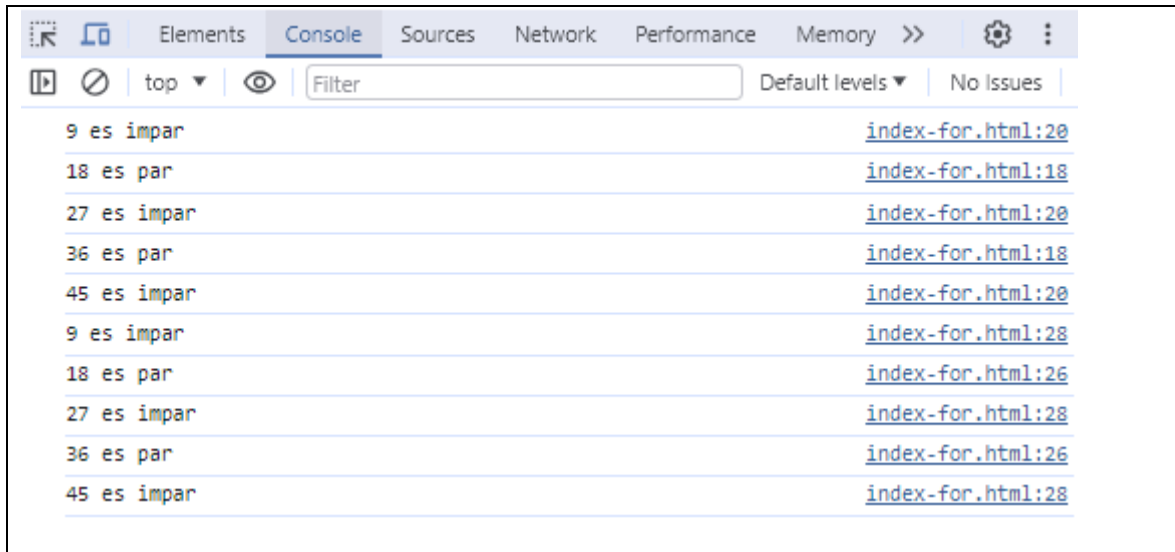 Elements Console Sources Network Performance Memory >>
top ▼ Filter Default levels ▼ No Issues
9 es impar index-for.html:20
18 es par index-for.html:18
27 es impar index-for.html:20
36 es par index-for.html:18
45 es impar index-for.html:20
9 es impar index-for.html:28
18 es par index-for.html:26
27 es impar index-for.html:28
36 es par index-for.html:26
45 es impar index-for.html:28